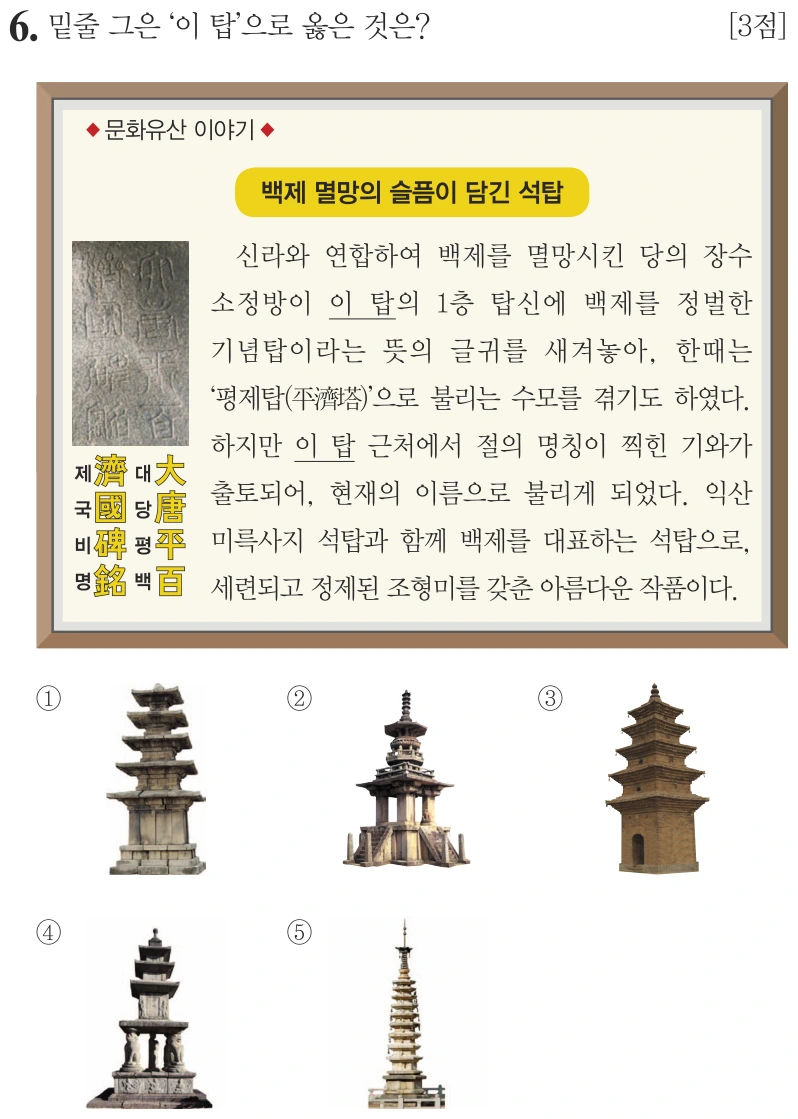 6. 밑줄 그은 ‘이 탑’으로 옳은 것은? [3점]
◆ 문화유산 이야기 ◆
백제 멸망의 슬픔이 담긴 석탑
신라와 연합하여 백제를 멸망시킨 당의 장수
소정방이 이 탑의 1층 탑신에 백제를 정벌한
기념탑이라는 뜻의 글귀를 새겨놓아, 한때는
‘평제탑(平濟塔)’으로 불리는 수모를 겪기도 하였다.
하지만 이 탑 근처에서 절의 명칭이 찍힌 기와가
출토되어, 현재의 이름으로 불리게 되었다. 익산
미륵사지 석탑과 함께 백제를 대표하는 석탑으로,
세련되고 정제된 조형미를 갖춘 아름다운 작품이다.
제濟 대大
국國 당唐
비碑 평平
명銘 백百
①
②
③
④
⑤